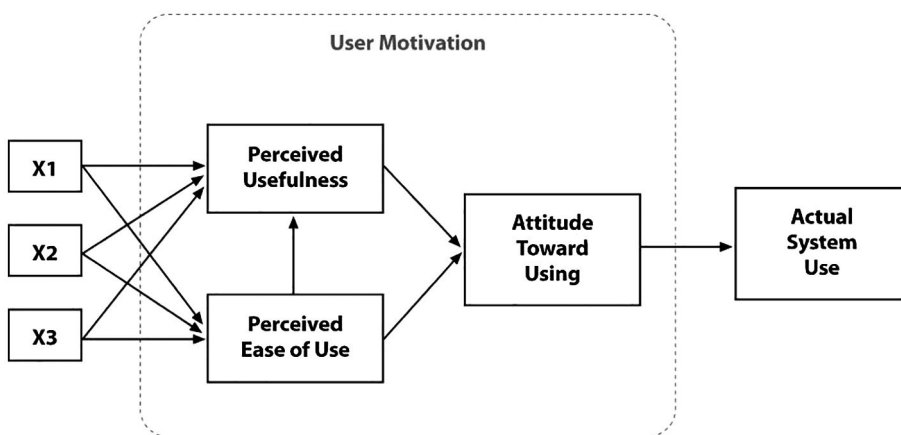 User Motivation
X1
X2
X3
Perceived
Usefulness
Perceived
Ease of Use
Attitude
Toward
Using
Actual
System
Use